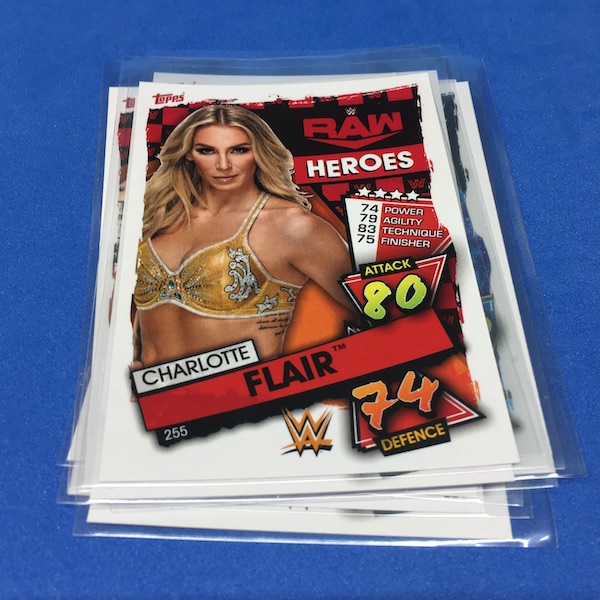 Topps
W
RAW
HEROES
74 POWER
79 AGILITY
83 TECHNIQUE
75 FINISHER
ATTACK
80
CHARLOTTE
FLAIR™
74
DEFENCE
255
W